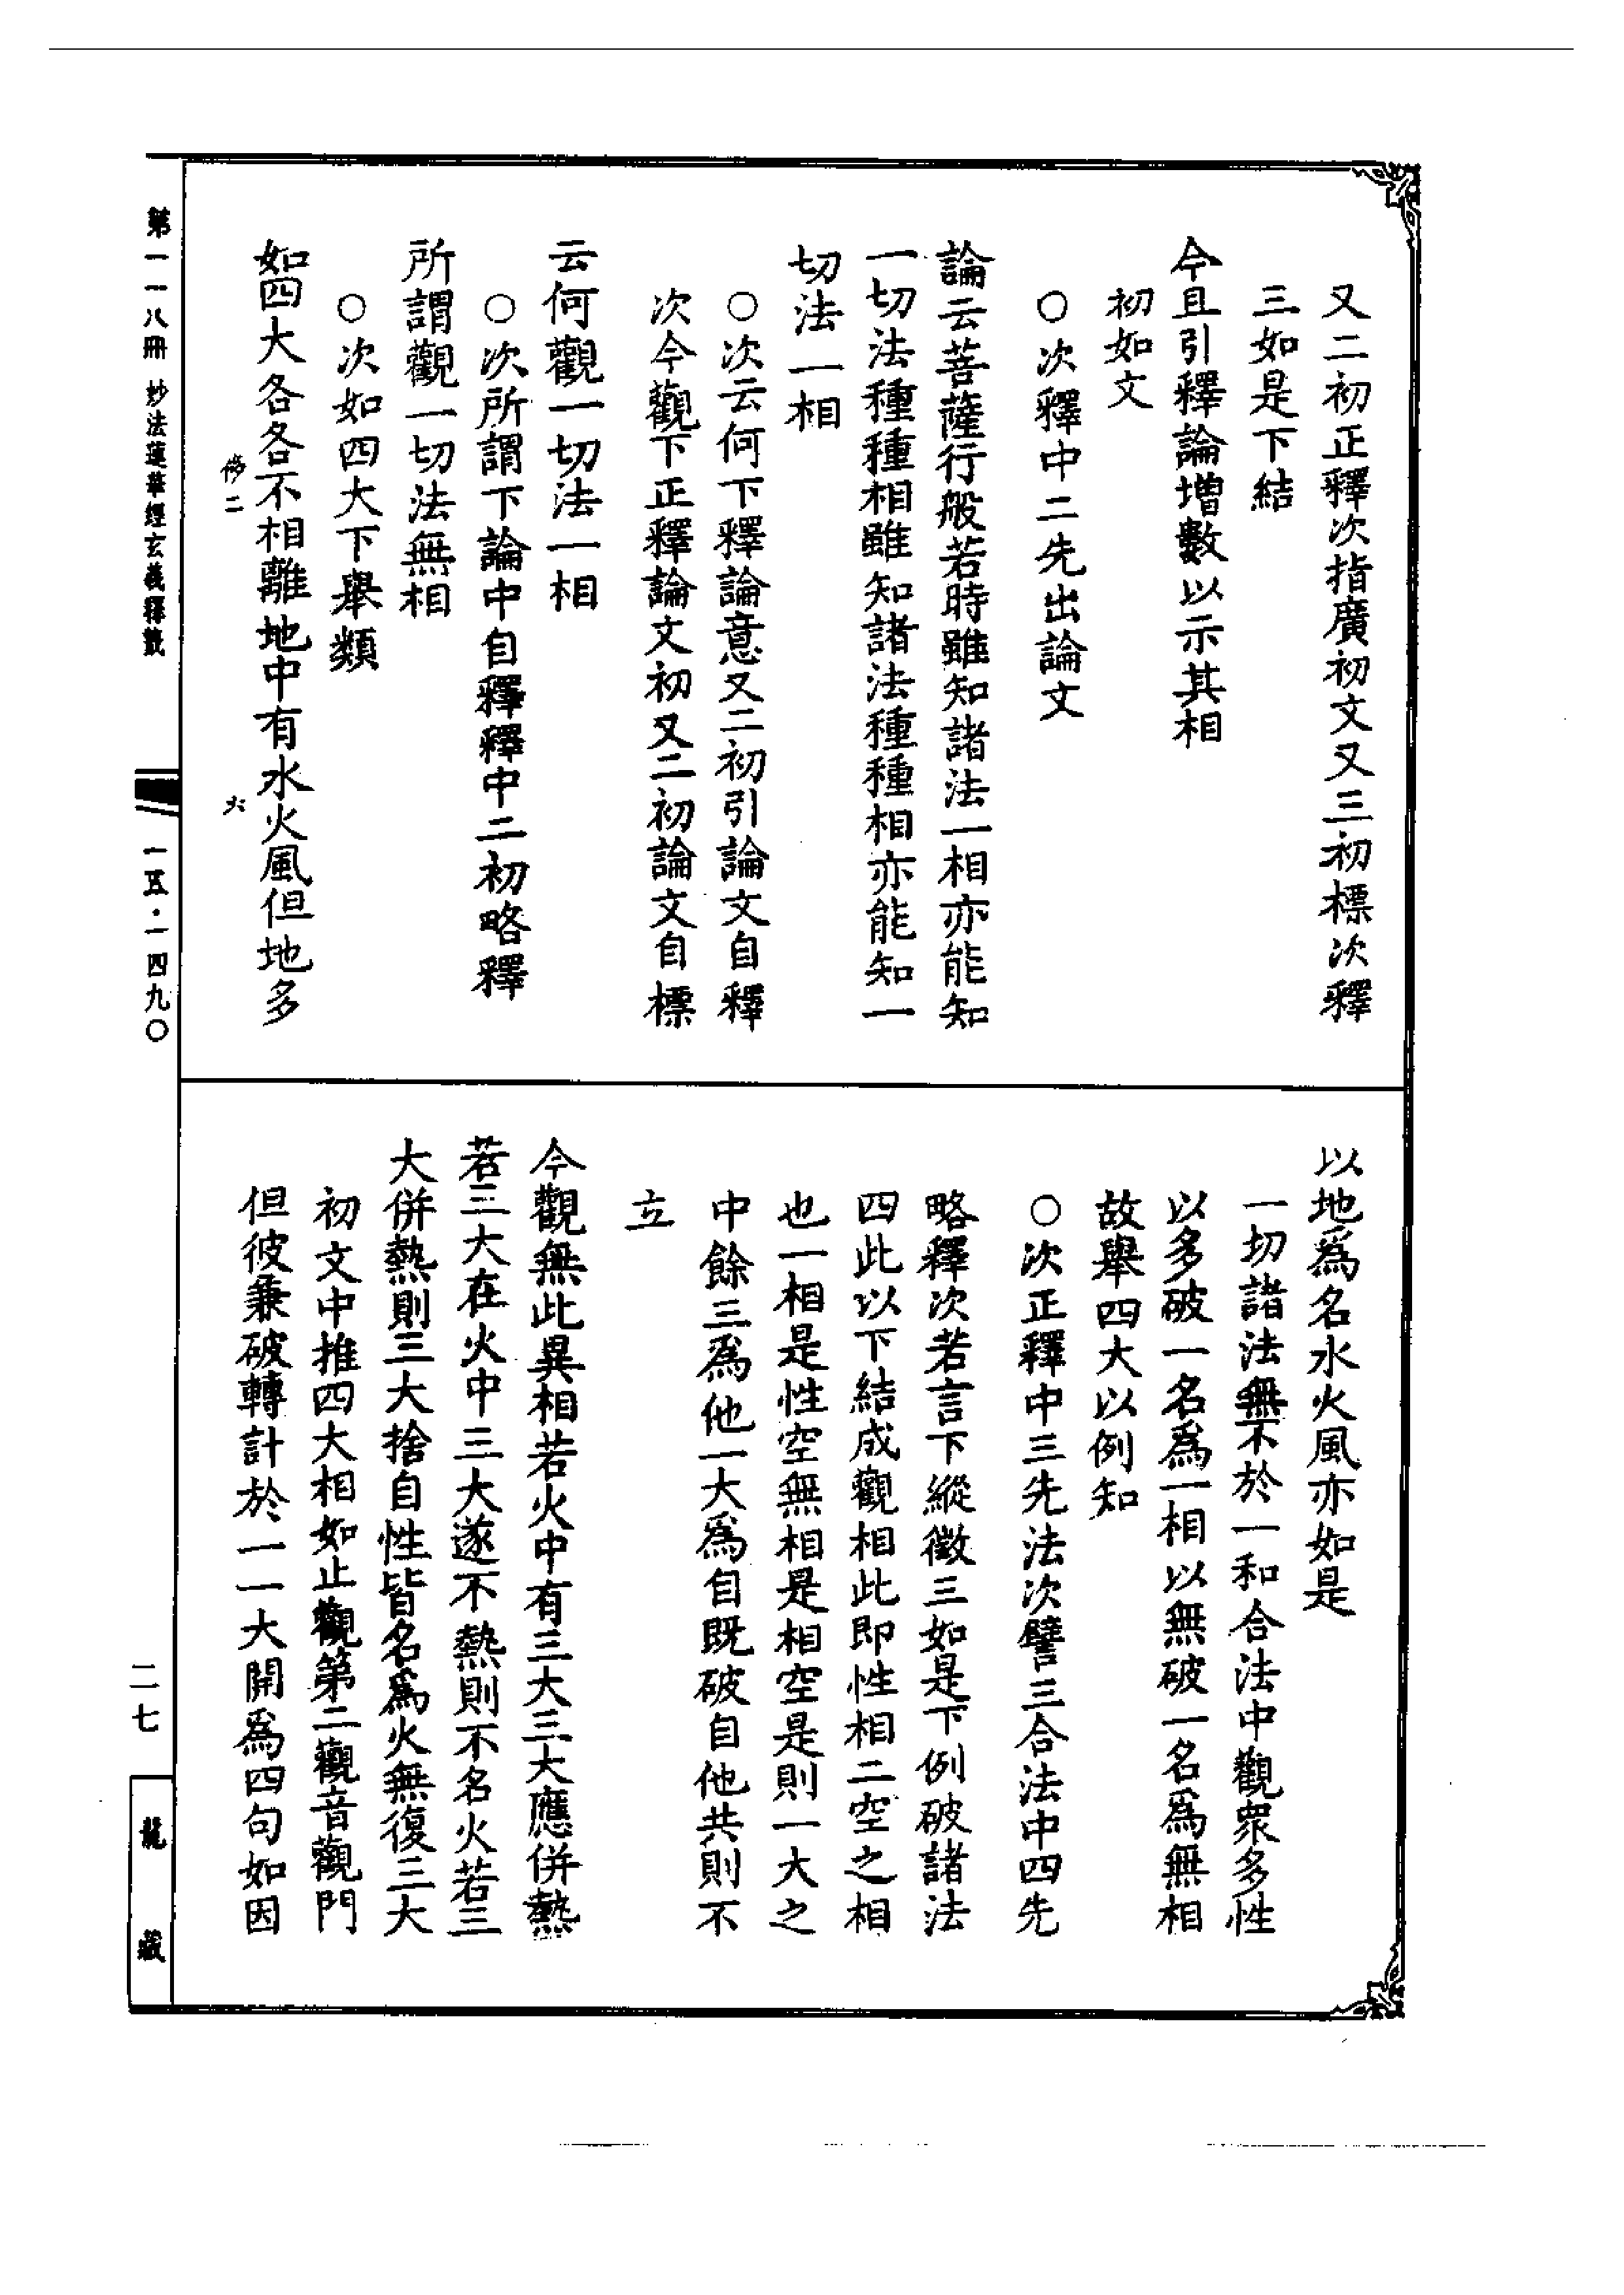 又二初正釋次指廣初文又三初標次釋
三如是下結
今且引釋論增數以示其相
初如文
○次釋中二先出論文
論云菩薩行般若時雖知諸法一相亦能知
一切法種種相雖知諸法種種相亦能知一
切法一相
○次云何下釋論意又二初引論文自釋
次今觀下正釋論文初又二初論文自標
云何觀一切法一相
○次所謂下論中自釋釋中二初略釋
所謂觀一切法無相
○次如四大下舉類
如四大各各不相離地中有水火風但地多
以地為名水火風亦如是
一切諸法無不於一和合法中觀眾多性
以多破一名為一相以無破一名為無相
故舉四大以例知
○次正釋中三先法次譬三合法中四先
略釋次若言下縱徵三如是下例破諸法
四此以下結成觀相此即性相二空之相
也一相是性空無相是相空是則一大之
中餘三為他一大為自既破自他共則不
立
今觀無此異相若火中有三大三大應併熱
若三大在火中三大遂不熱則不名火若三
大併熱則三大捨自性皆名為火無復三大
初文中推四大相如止觀第二觀音觀門
但彼兼破轉計於一一大開為四句如因
第一一八冊 妙法蓮華經玄義釋籤
一五·一四九〇
二七
龍藏
二
六